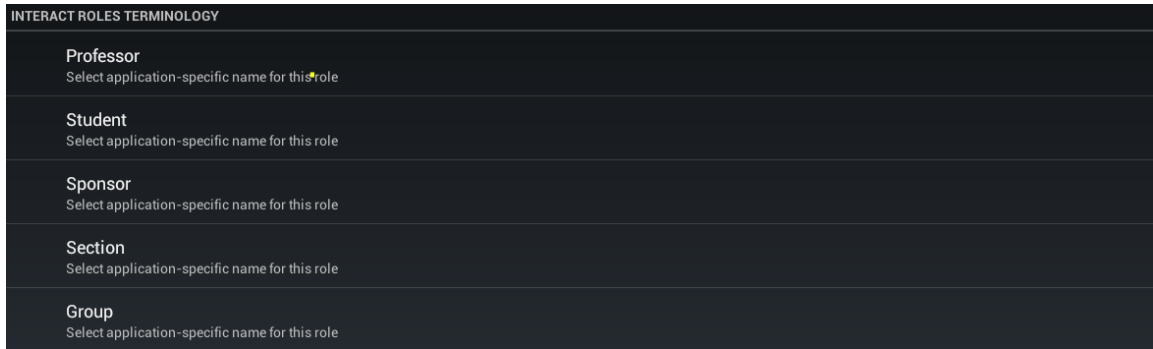 INTERACT ROLES TERMINOLOGY
Professor
Select application-specific name for this role
Student
Select application-specific name for this role
Sponsor
Select application-specific name for this role
Section
Select application-specific name for this role
Group
Select application-specific name for this role